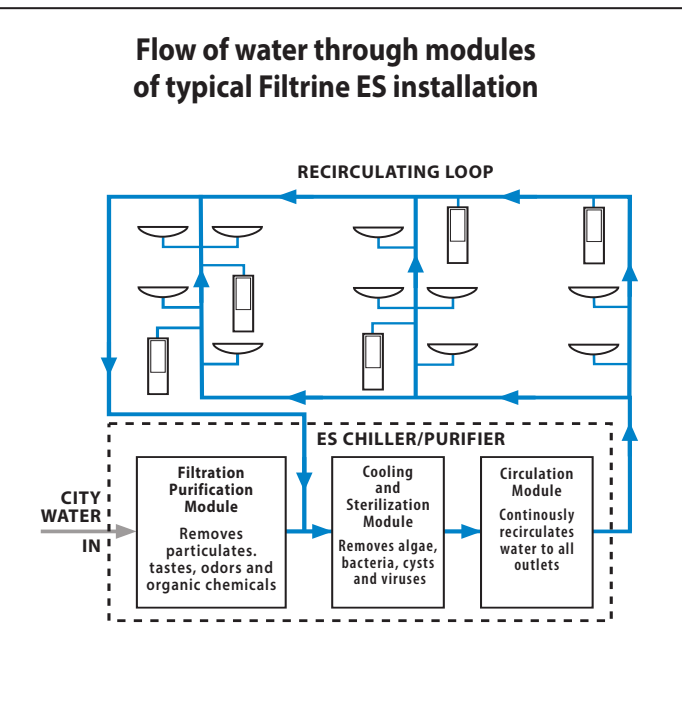 Flow of water through modules
of typical Filtrine ES installation
RECIRCULATING LOOP
ES CHILLER/PURIFIER
CITY
WATER
IN
Filtration
Purification
Module
Removes
particulates.
tastes, odors and
organic chemicals
Cooling
and
Sterilization
Module
Removes algae,
bacteria, cysts
and viruses
Circulation
Module
Continously
recirculates
water to all
outlets